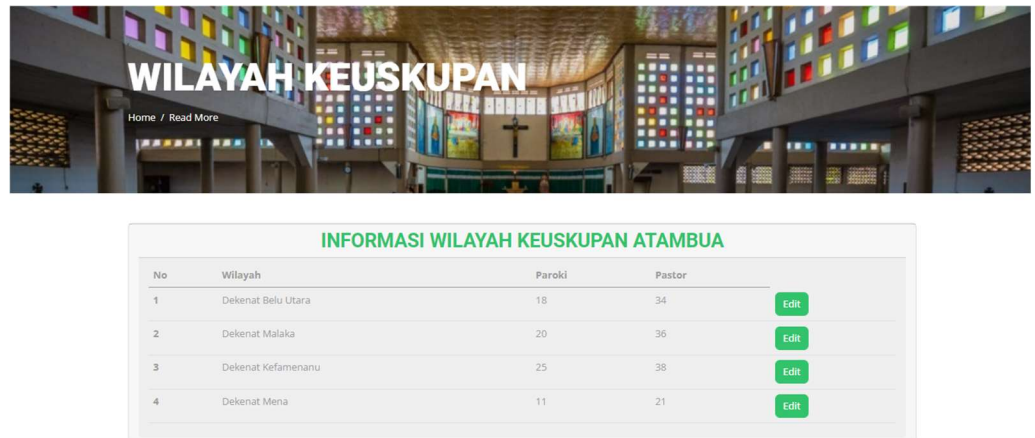 WILAYAH KEUSKUPAN
Home / Read More
INFORMASI WILAYAH KEUSKUPAN ATAMBUA
No Wilayah Paroki Pastor
1 Dekenat Belu Utara 18 34 Edit
2 Dekenat Malaka 20 36 Edit
3 Dekenat Kefamenanu 25 38 Edit
4 Dekenat Mena 11 21 Edit